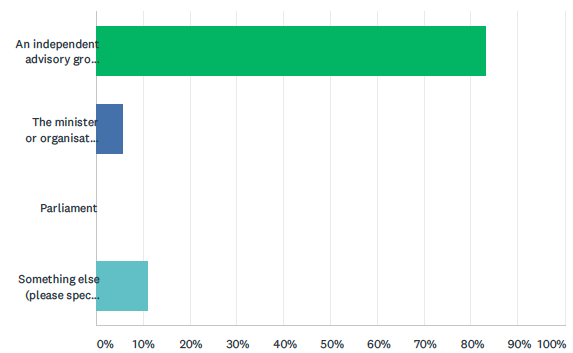 An independent
advisory gro...
The minister
or organisat...
Parliament
Something else
(please spec...
0% 10% 20% 30% 40% 50% 60% 70% 80% 90% 100%